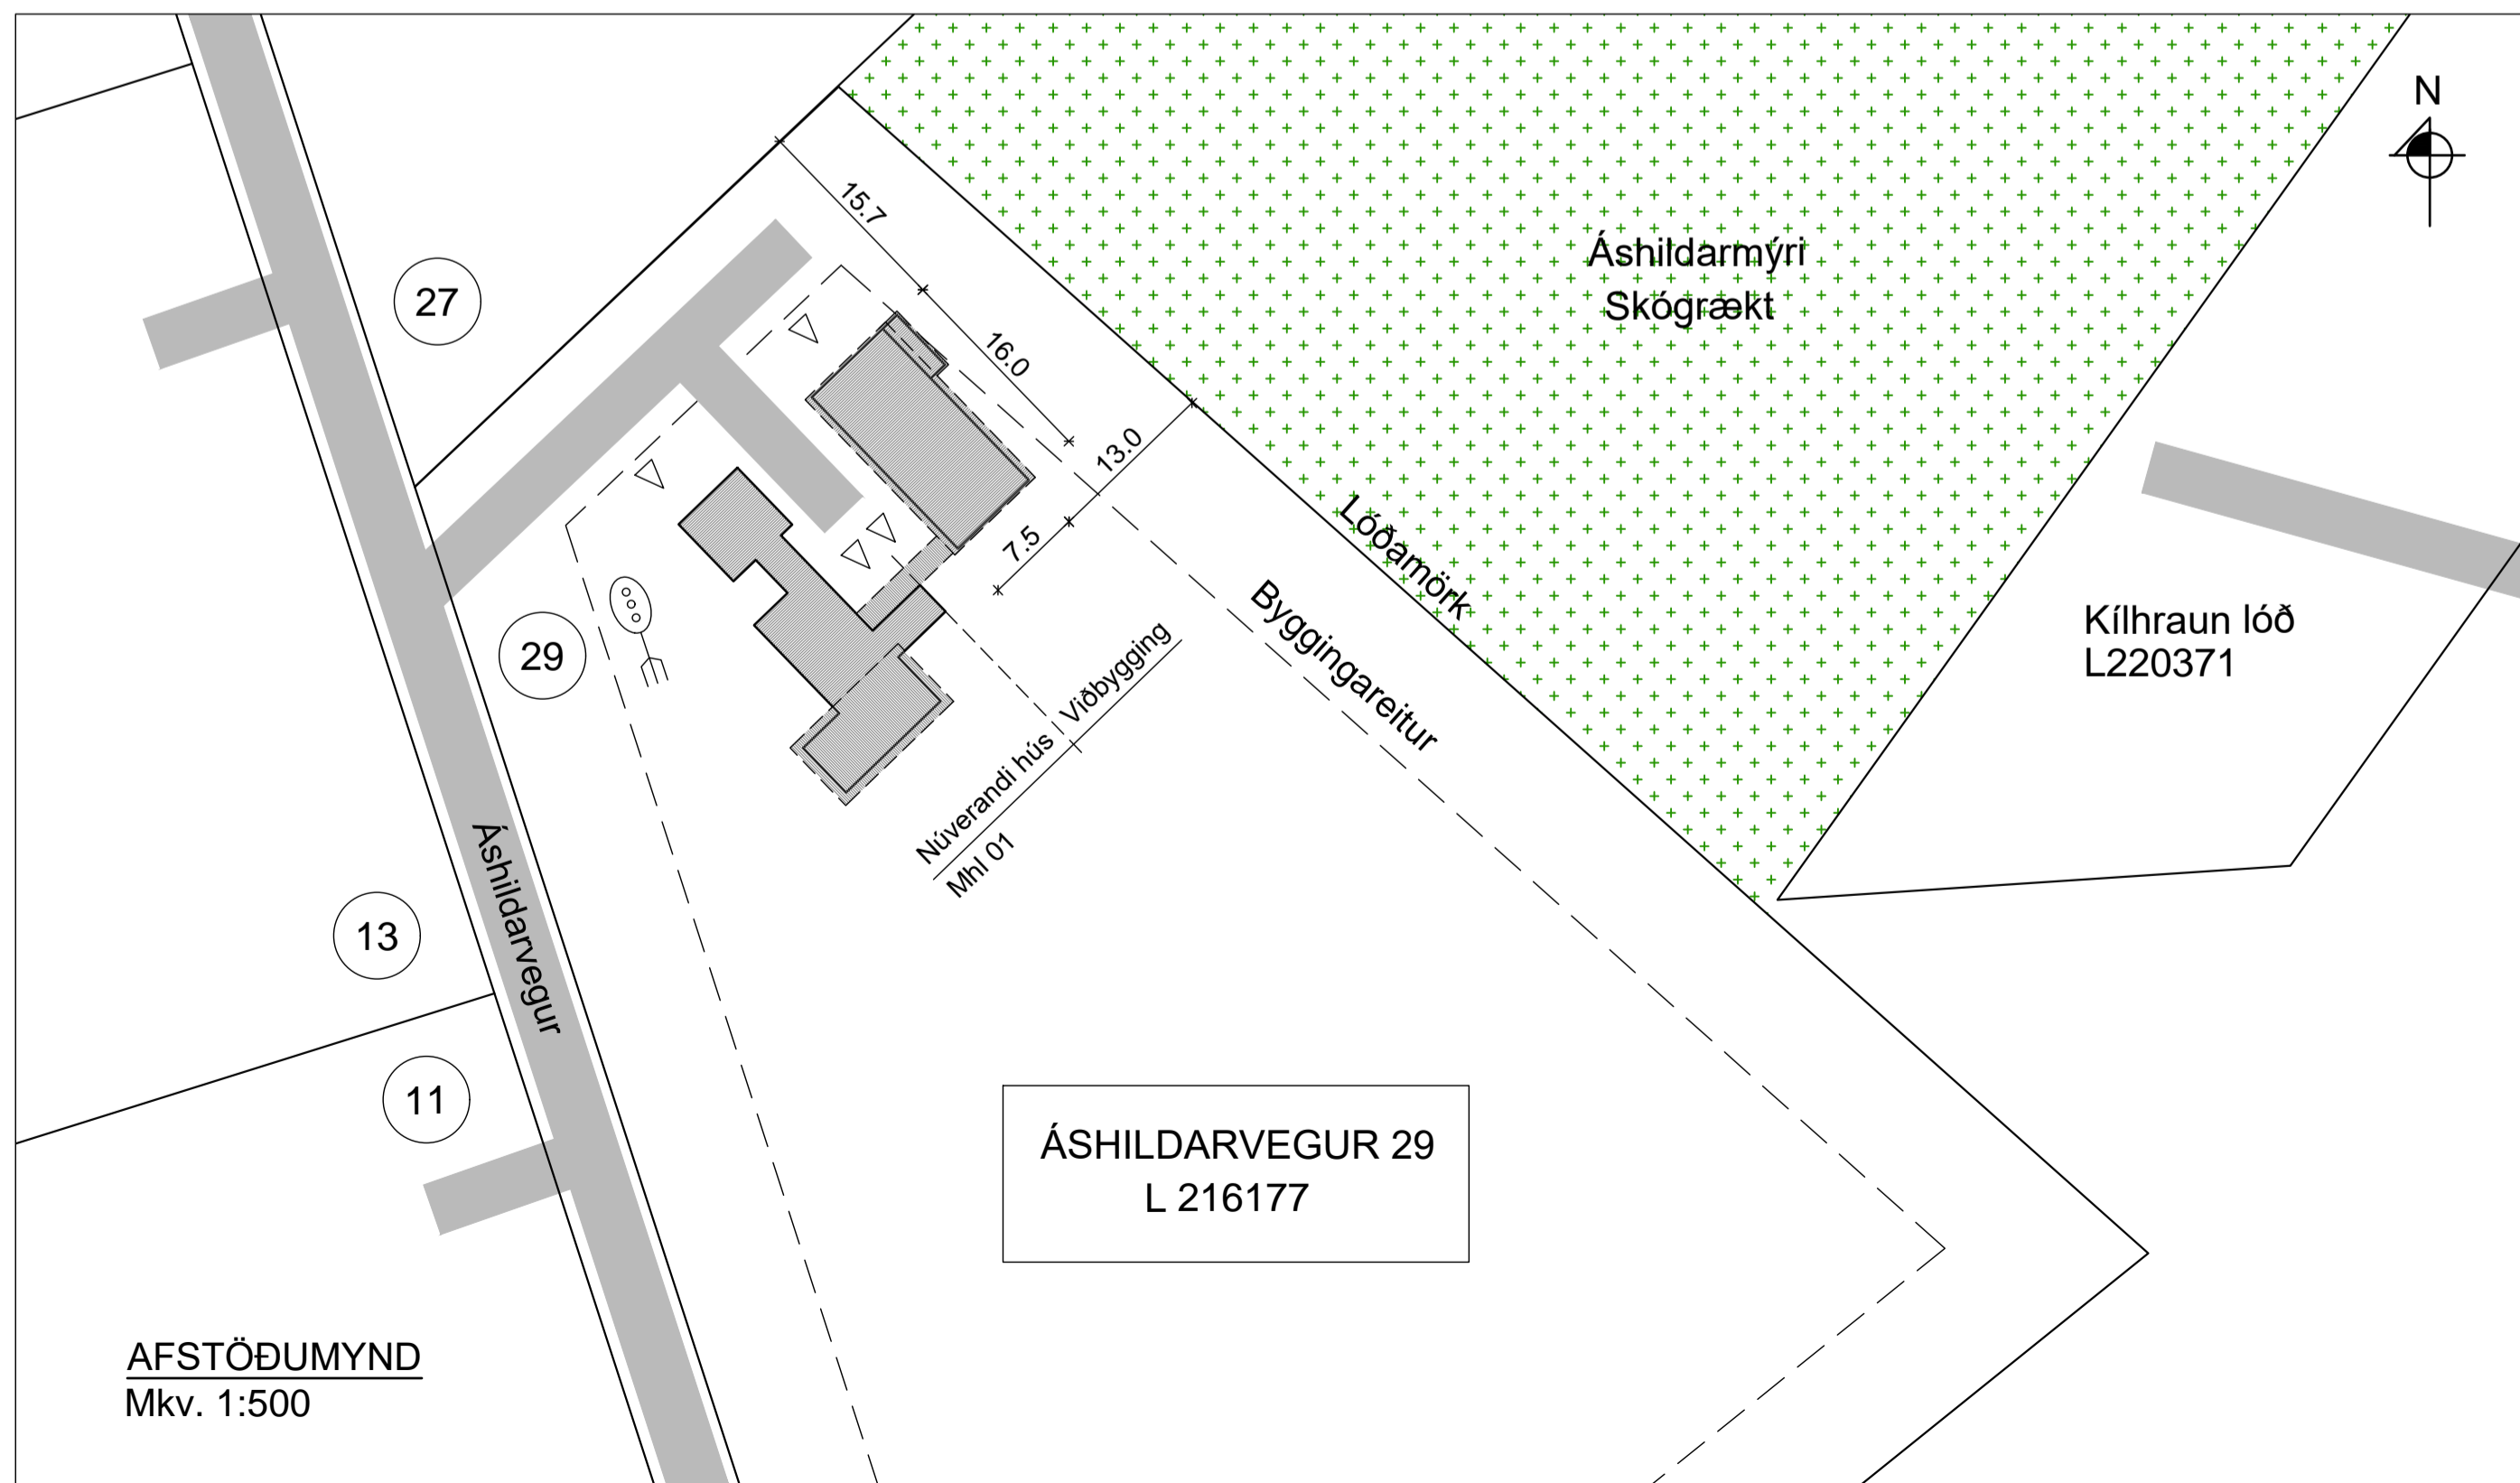 N
15.7
27
Áshildarmýri
Skógrækt
16.0
13.0
7.5
Lóðamörk
Byggingareitur
Kílhraun lóð
L220371
29
Núverandi hús
Viðbygging
Mhl 01
Áshildarvegur
13
11
ÁSHILDARVEGUR 29
L 216177
AFSTÖÐUMYND
Mkv. 1:500